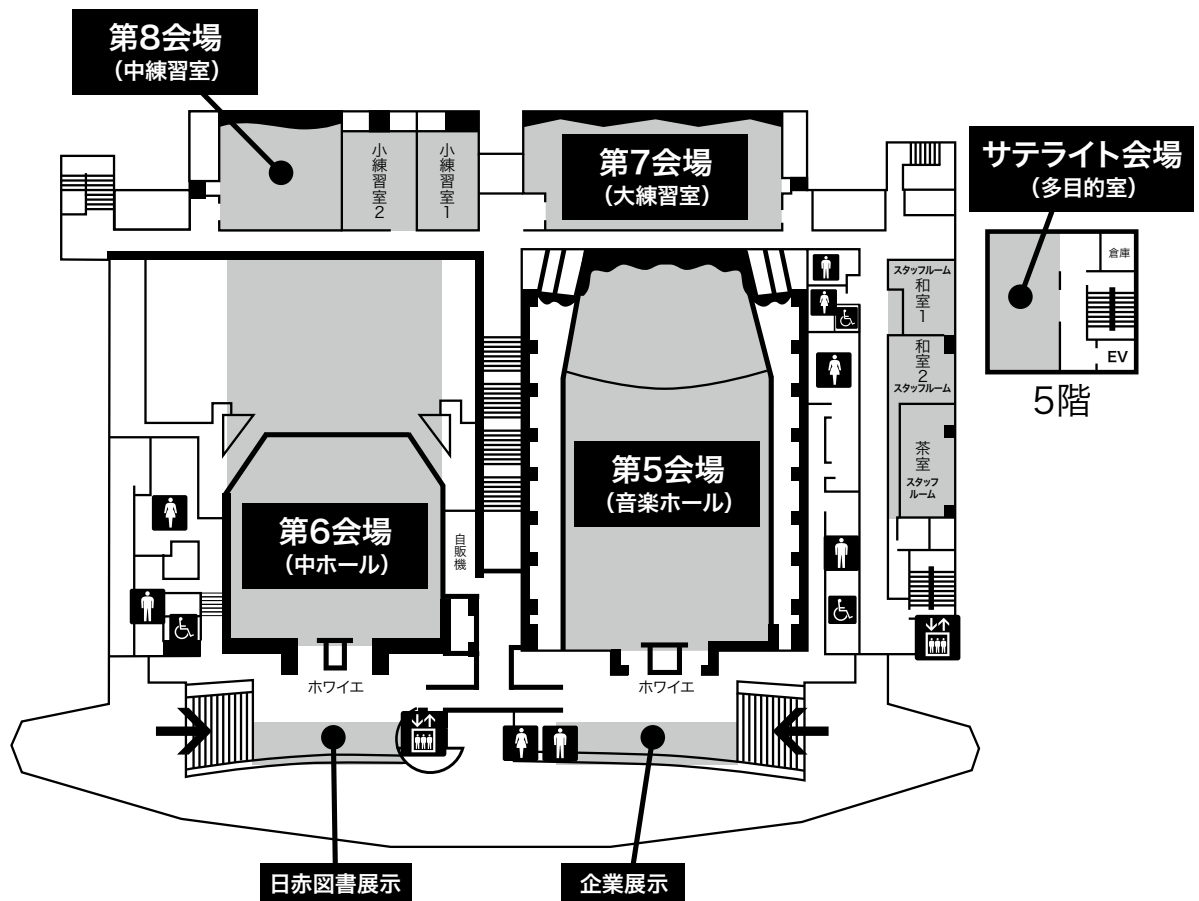 第8会場
（中練習室）
小練習室2
小練習室1
第7会場
（大練習室）
サテライト会場
（多目的室）
倉庫
EV
5階
スタッフルーム
和室1
和室2
スタッフルーム
茶室
スタッフ
ルーム
第5会場
（音楽ホール）
第6会場
（中ホール）
自販機
ホワイエ
ホワイエ
日赤図書展示
企業展示